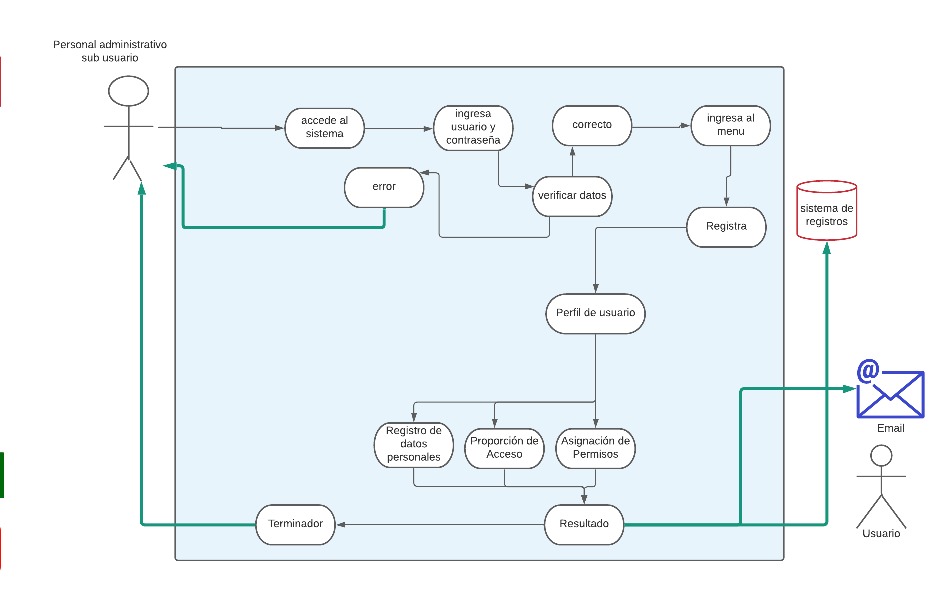 Personal administrativo
sub usuario
accede al
sistema
ingresa
usuario y
contraseña
correcto
ingresa al
menu
error
verificar datos
Registra
sistema de
registros
Perfil de usuario
@
Email
Registro de
datos
personales
Proporción de
Acceso
Asignación de
Permisos
Terminador
Resultado
Usuario